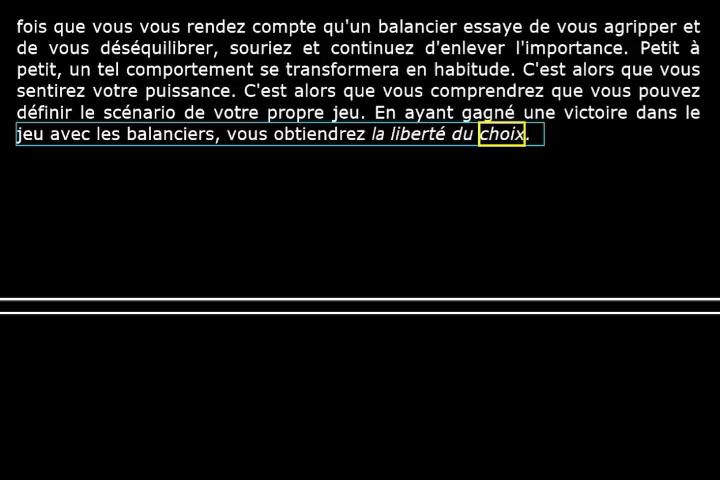 fois que vous vous rendez compte qu'un balancier essaye de vous agripper et
de vous déséquilibrer, souriez et continuez d'enlever l'importance. Petit à
petit, un tel comportement se transformera en habitude. C'est alors que vous
sentirez votre puissance. C'est alors que vous comprendrez que vous pouvez
définir le scénario de votre propre jeu. En ayant gagné une victoire dans le
jeu avec les balanciers, vous obtiendrez la liberté du choix.